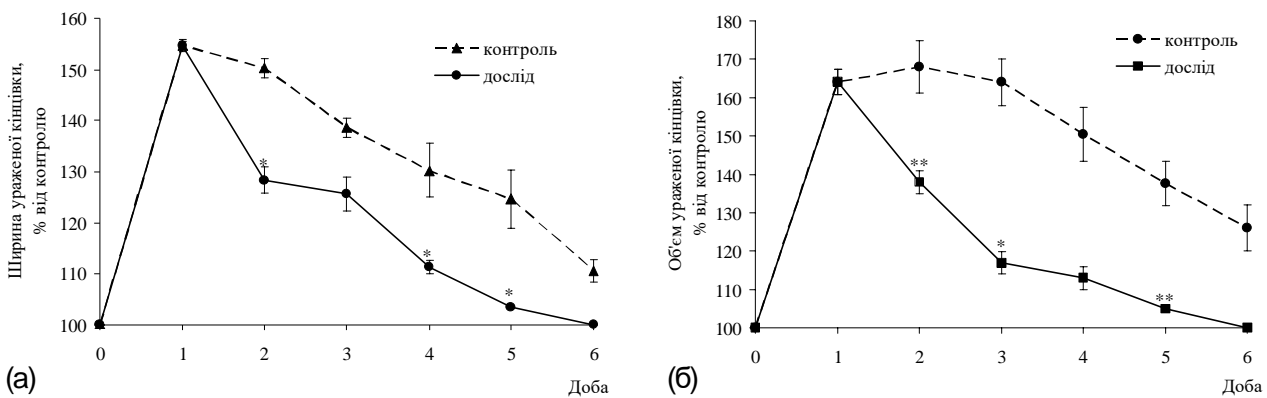 Ширина ураженої кінцівки,
% від контролю
160
150
140
130
120
110
100
0 1 2 3 4 5 6
Доба
контроль
дослід
*
*
*
(а)
Об'єм ураженої кінцівки,
% від контролю
180
170
160
150
140
130
120
110
100
0 1 2 3 4 5 6
Доба
контроль
дослід
**
*
**
(б)